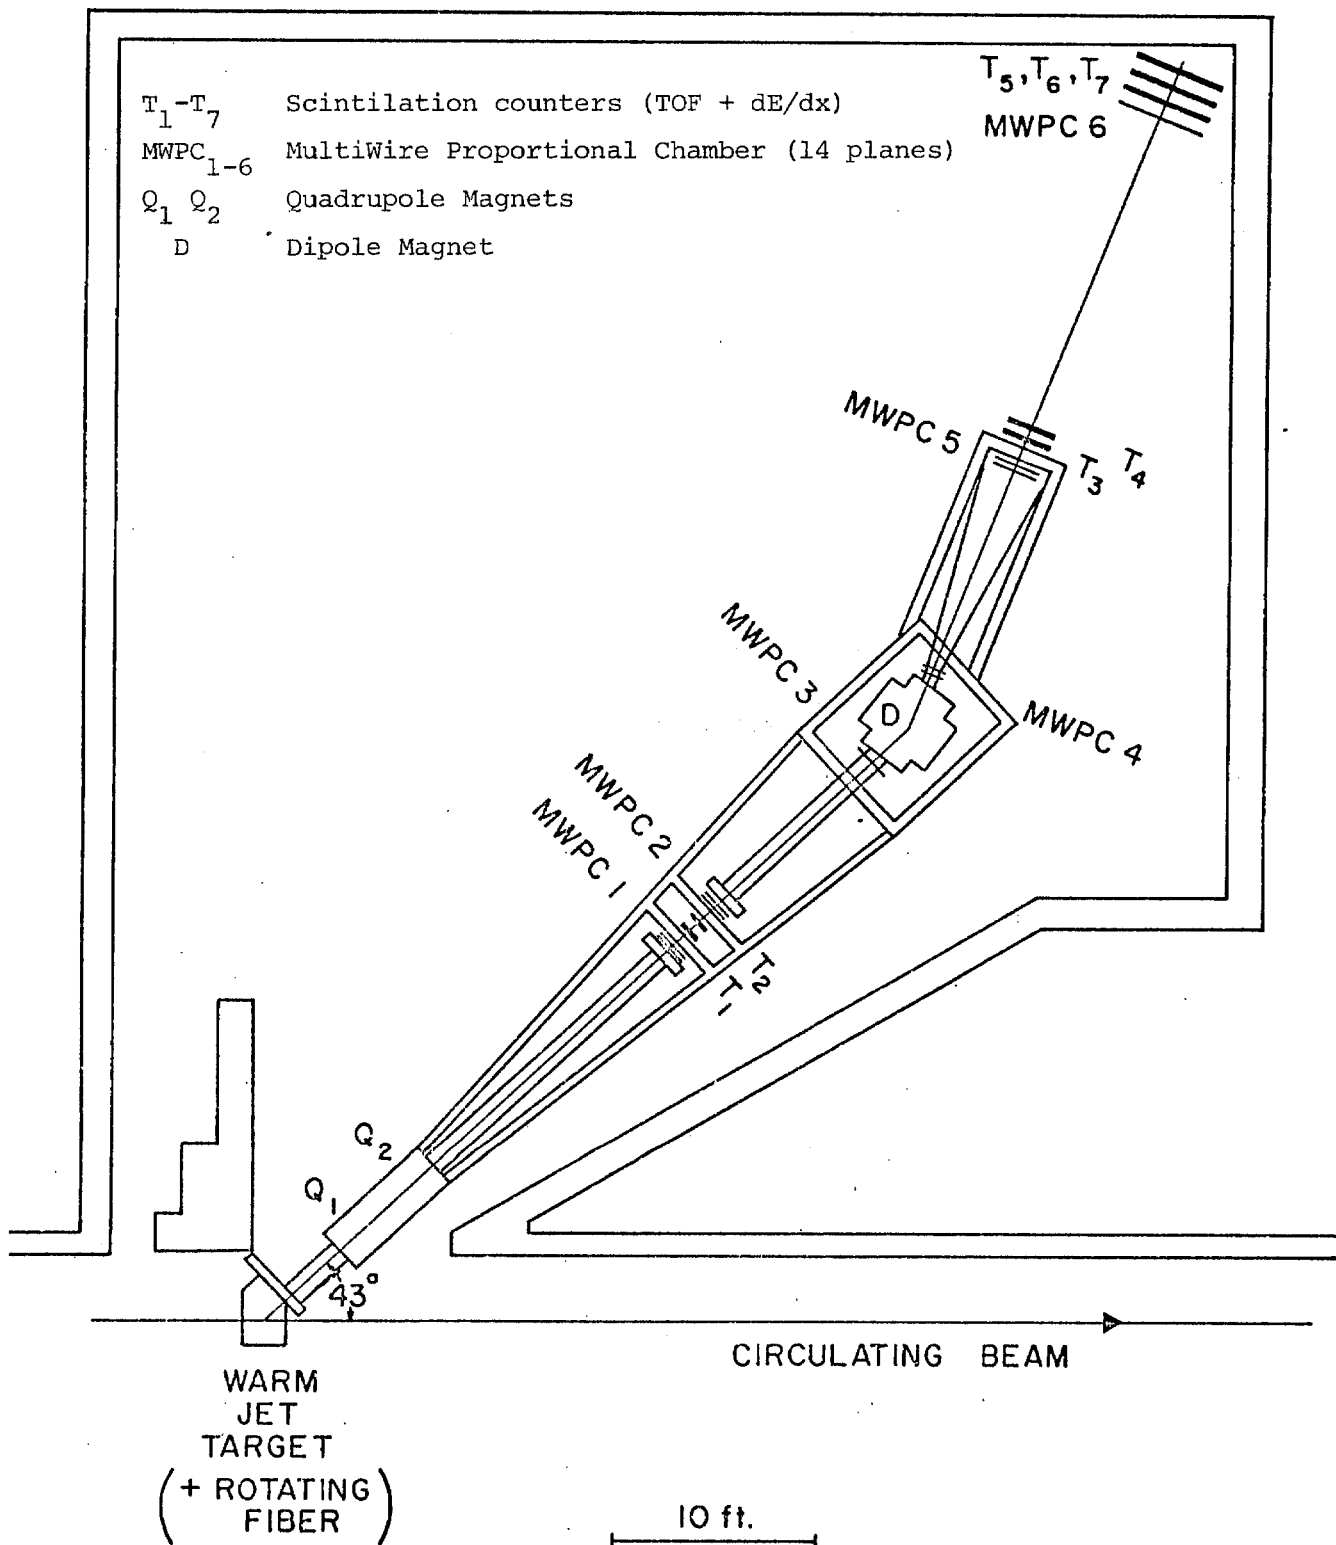 T1-T7 Scintilation counters (TOF + dE/dx)
MWPC1-6 MultiWire Proportional Chamber (14 planes)
Q1 Q2 Quadrupole Magnets
D Dipole Magnet
T5, T6, T7
MWPC 6
MWPC 5
T3 T4
MWPC 3
D
MWPC 4
MWPC 2
MWPC 1
T2
T1
Q2
Q1
43°
CIRCULATING BEAM
WARM
JET
TARGET
(+ ROTATING
FIBER)
10 ft.